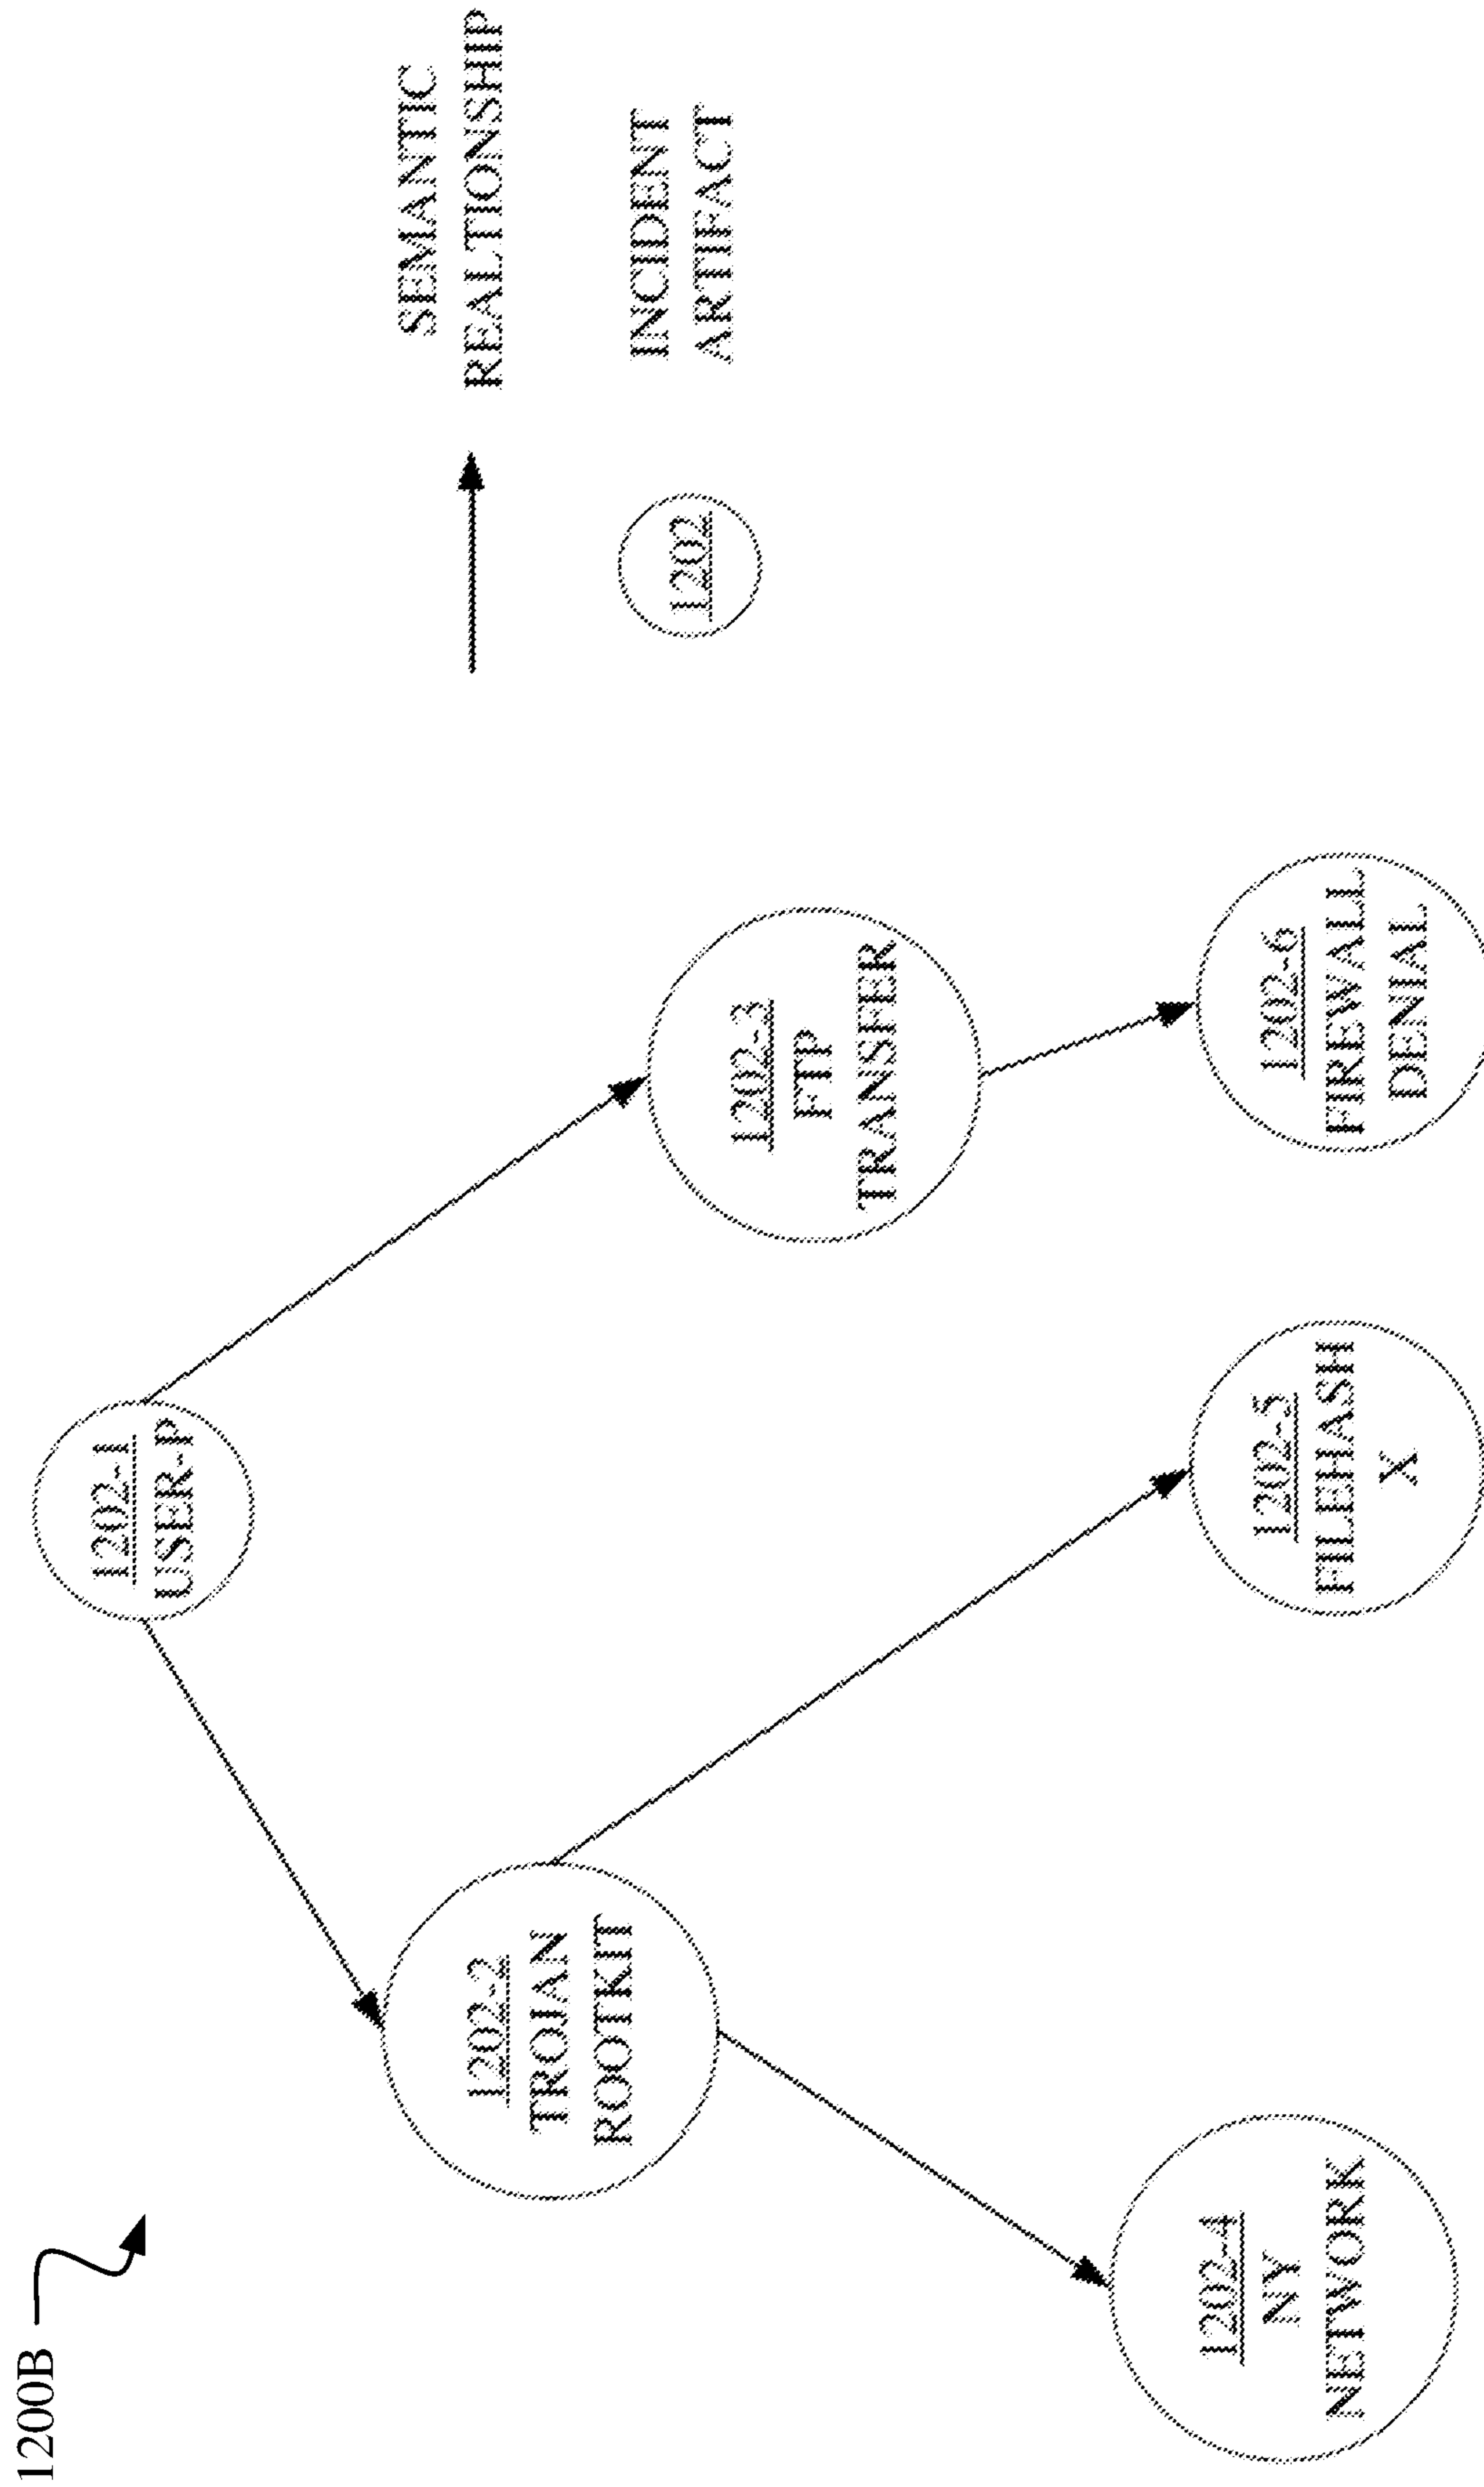 1200B
1202-1
USER-P
1202-2
TROJAN
ROOTKIT
1202-3
FTP
TRANSFER
1202-4
NY
NETWORK
1202-5
FILEHASH
X
1202-6
FIREWALL
DENIAL
SEMANTIC
REALTIONSHIP
1202
INCIDENT
ARTIFACT